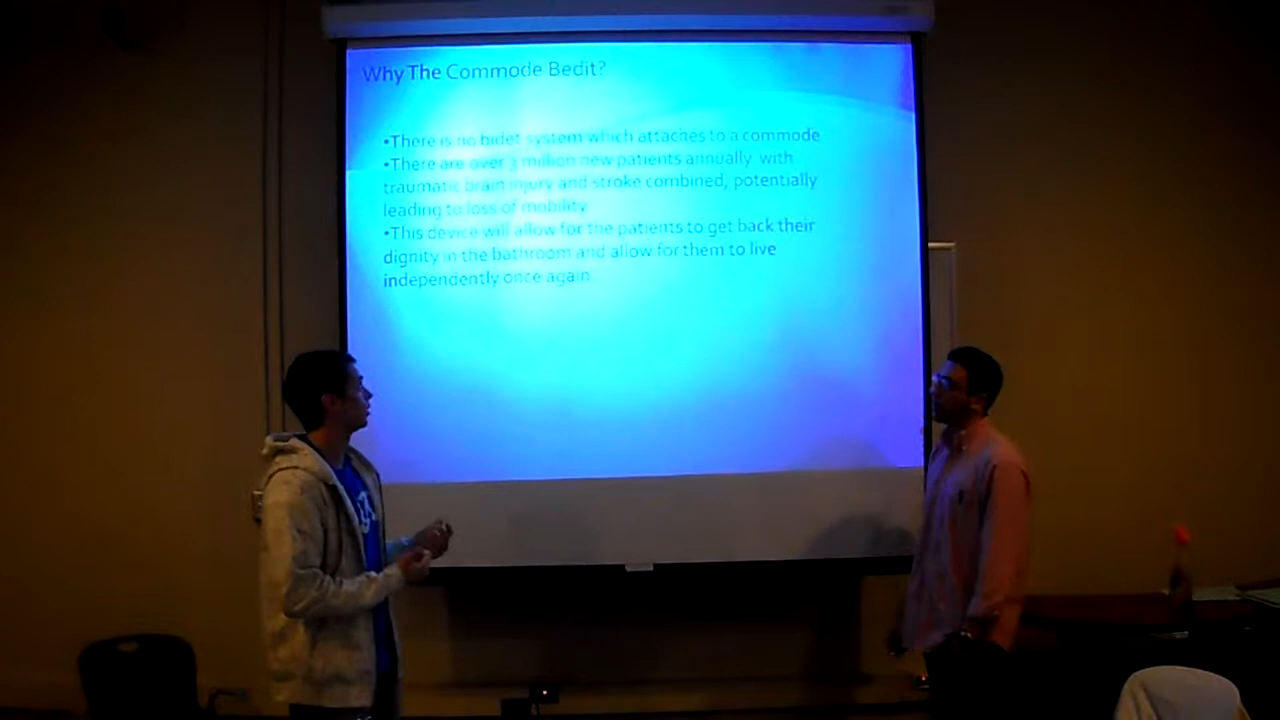 Why The Commode Bedit?
•There is no bidet system which attaches to a commode
•There are over 3 million new patients annually with
traumatic brain injury and stroke combined, potentially
leading to loss of mobility
•This device will allow for the patients to get back their
dignity in the bathroom and allow for them to live
independently once again.